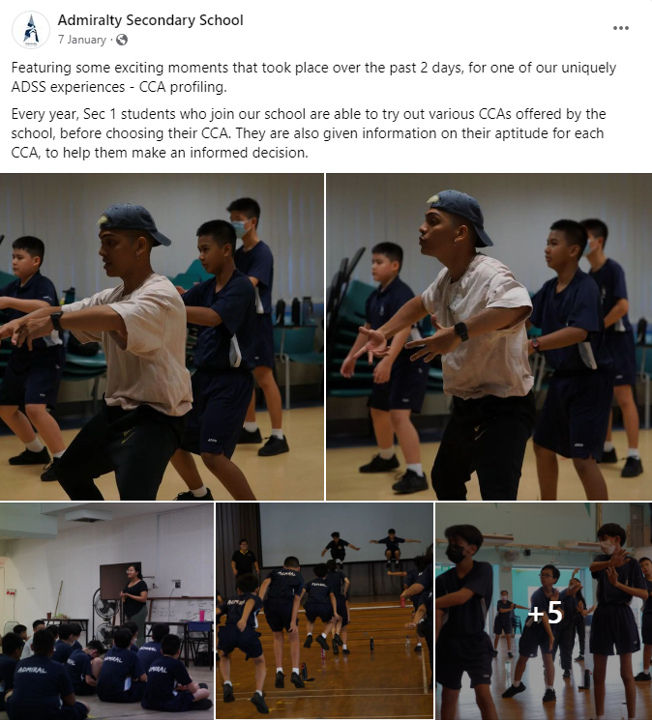 Admiralty Secondary School
7 January ·
Featuring some exciting moments that took place over the past 2 days, for one of our uniquely
ADSS experiences - CCA profiling.
Every year, Sec 1 students who join our school are able to try out various CCAs offered by the
school, before choosing their CCA. They are also given information on their aptitude for each
CCA, to help them make an informed decision.
ADMIRAL
ADMIRAL
ADMIRAL
ADMIRAL
+5